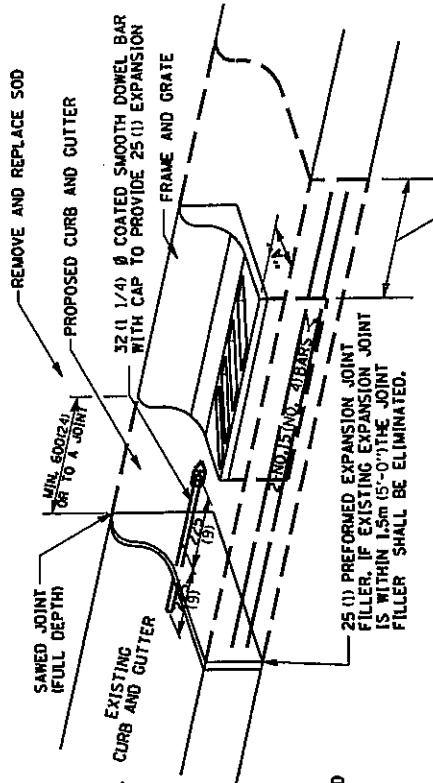 REMOVE AND REPLACE SOD
PROPOSED CURB AND GUTTER
32 (1 1/4) Ø COATED SMOOTH DOWEL BAR
WITH CAP TO PROVIDE 25 (1) EXPANSION
FRAME AND GRATE
MIN. 600(24)
OR TO A JOINT
SAWED JOINT
(FULL DEPTH)
EXISTING
CURB AND GUTTER
225
(9)
225
(9)
"A"
2-NO.15 (NO. 4) BARS
25 (1) PREFORMED EXPANSION JOINT
FILLER. IF EXISTING EXPANSION JOINT
IS WITHIN 1.5m (5'-0") THE JOINT
FILLER SHALL BE ELIMINATED.
D